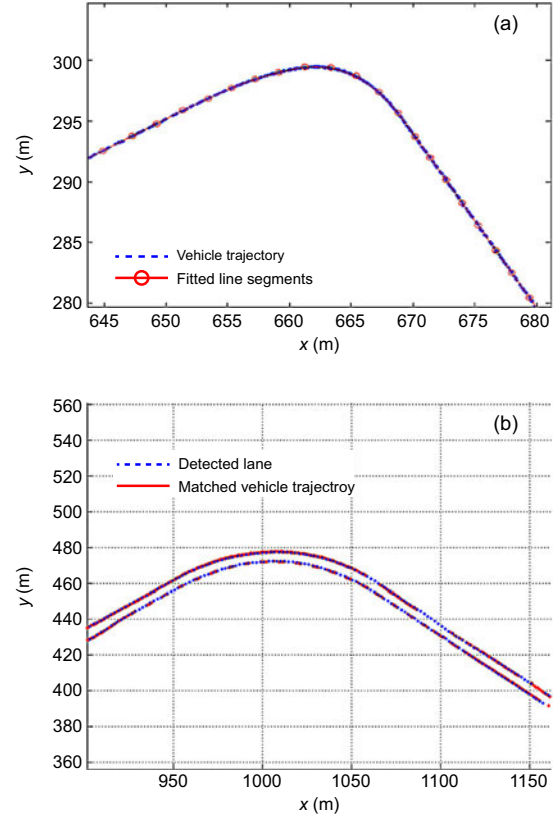 (a)
300
295
290
285
280
y (m)
Vehicle trajectory
Fitted line segments
645 650 655 660 665 670 675 680
x (m)
(b)
560
540
520
500
480
460
440
420
400
380
360
y (m)
Detected lane
Matched vehicle trajectroy
950 1000 1050 1100 1150
x (m)